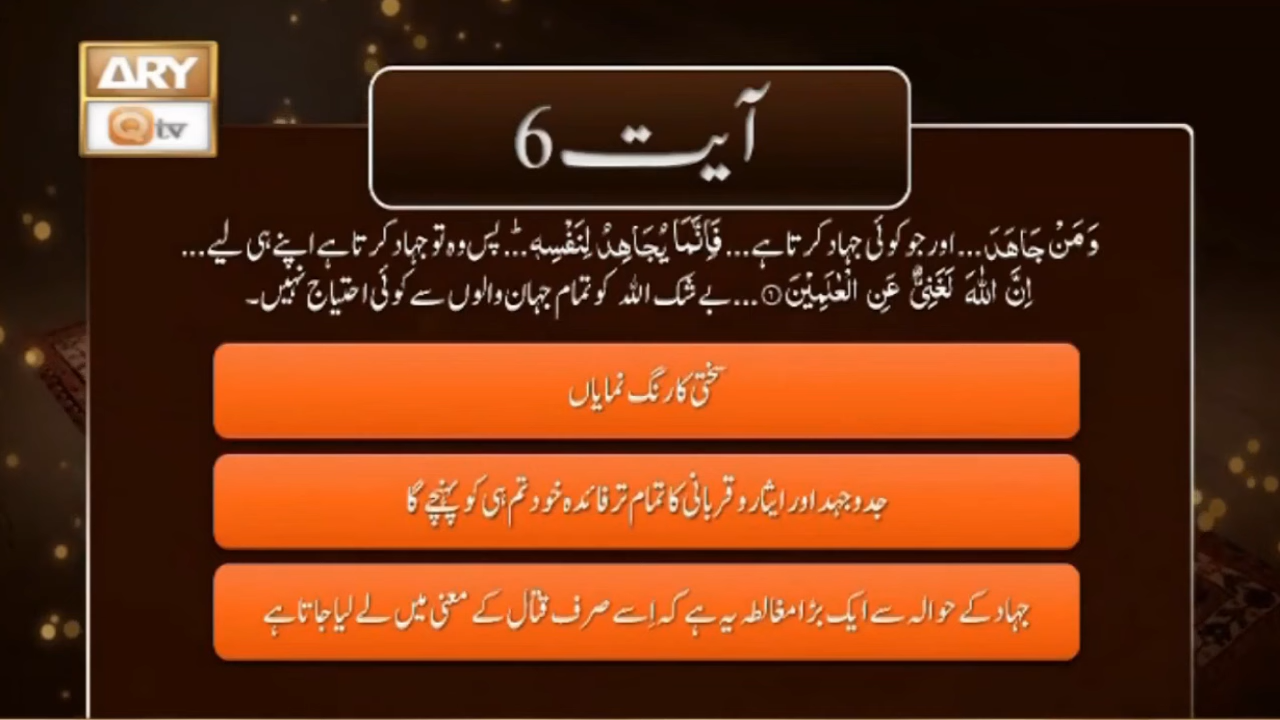 ARY
Qtv
آیت 6
وَمَنْ جَاهَدَ... اور جو کوئی جہاد کرتا ہے... فَاِنَّمَا یُجَاهِدُ لِنَفْسِهٖ ؕ... پس وہ تو جہاد کرتا ہے اپنے ہی لیے...
اِنَّ اللّٰهَ لَغَنِیٌّ عَنِ الْعٰلَمِیْنَ ۝۶... بے شک اللہ کو تمام جہان والوں سے کوئی احتیاج نہیں۔
سختی کا رنگ نمایاں
جدوجہد اور ایثار و قربانی کا تمام تر فائدہ خود تم ہی کو پہنچے گا
جہاد کے حوالہ سے ایک بڑا مغالطہ یہ ہے کہ اِسے صرف قتال کے معنی میں لے لیا جاتا ہے